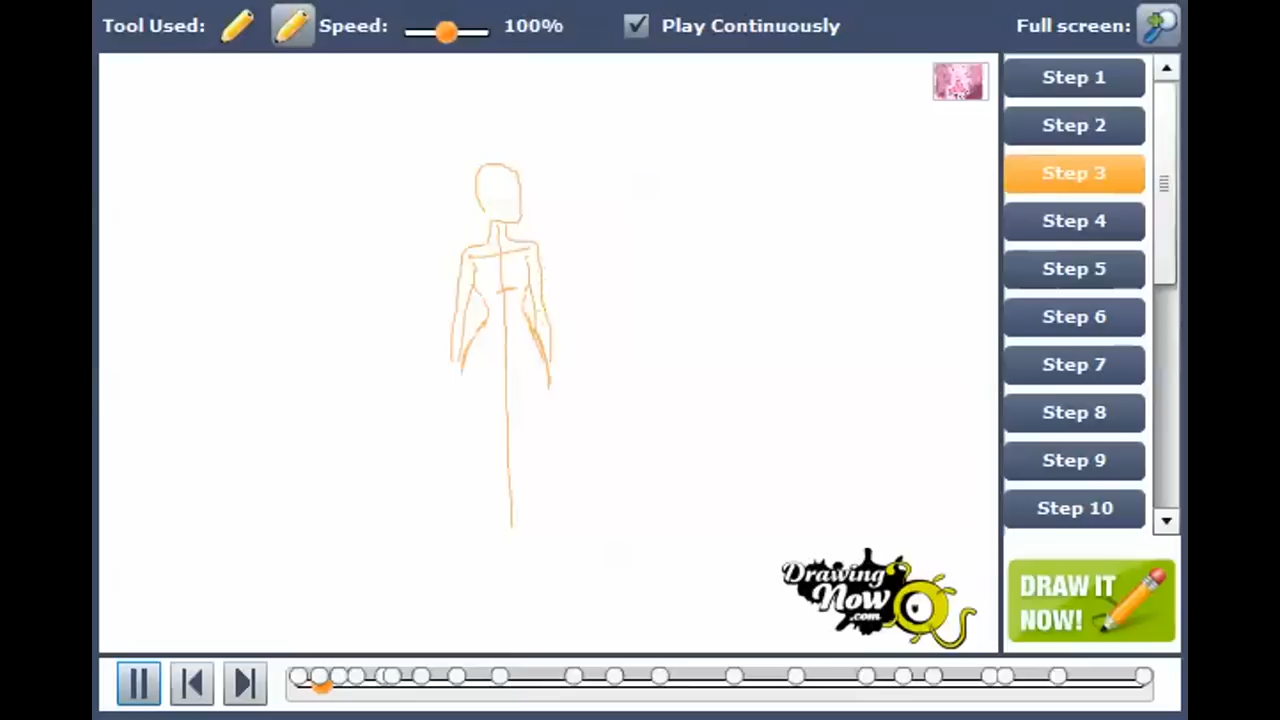 Tool Used:
Speed:
100%
Play Continuously
Full screen:
Step 1
Step 2
Step 3
Step 4
Step 5
Step 6
Step 7
Step 8
Step 9
Step 10
Drawing
Now
.com
DRAW IT
NOW!